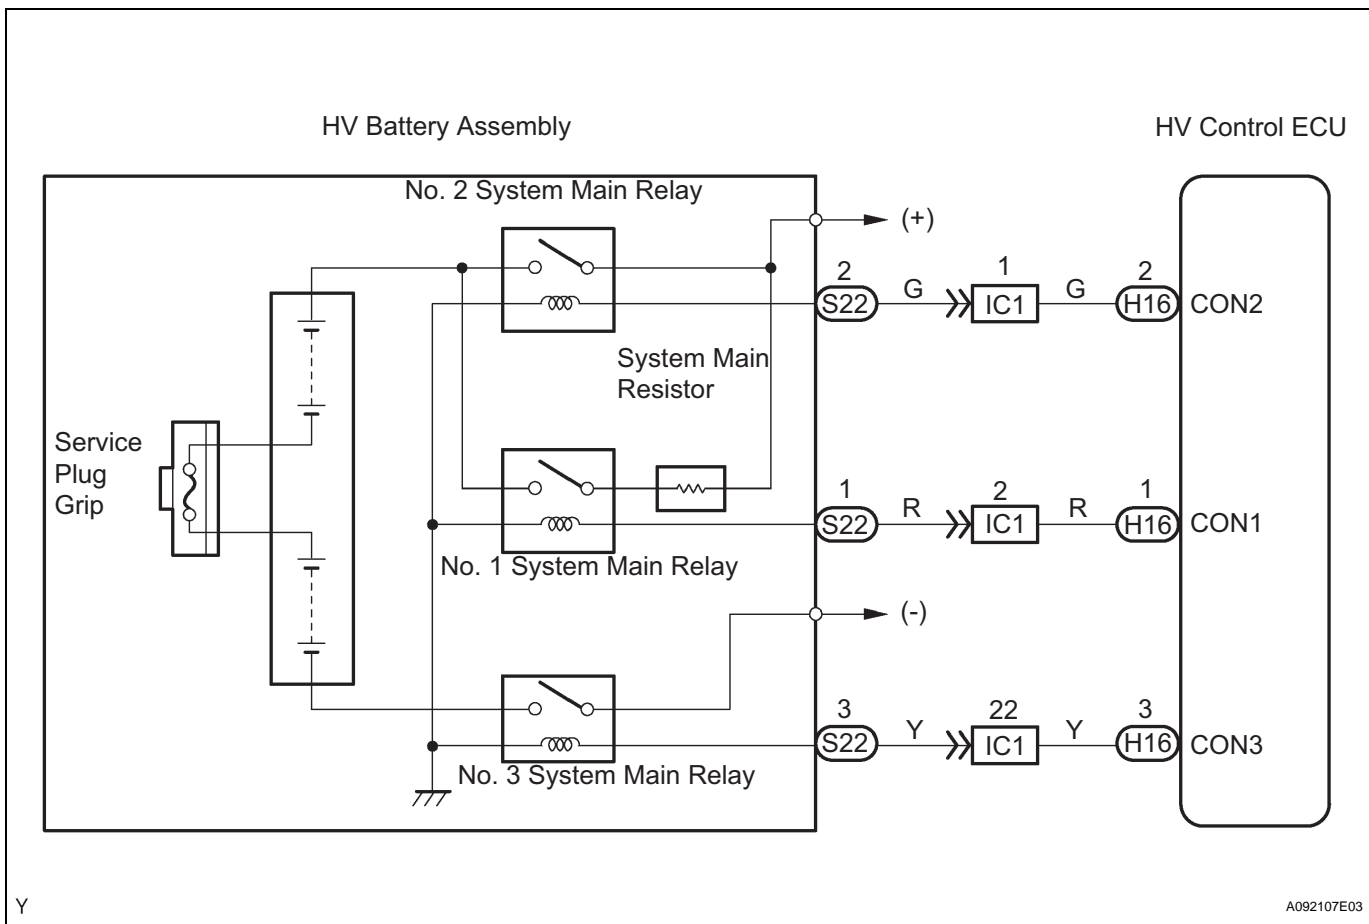 HV Battery Assembly
HV Control ECU
No. 2 System Main Relay
(+)
2
S22
G
1
IC1
G
2
H16
CON2
System Main
Resistor
Service
Plug
Grip
1
S22
R
2
IC1
R
1
H16
CON1
No. 1 System Main Relay
(-)
3
S22
Y
22
IC1
Y
3
H16
CON3
No. 3 System Main Relay
Y
A092107E03